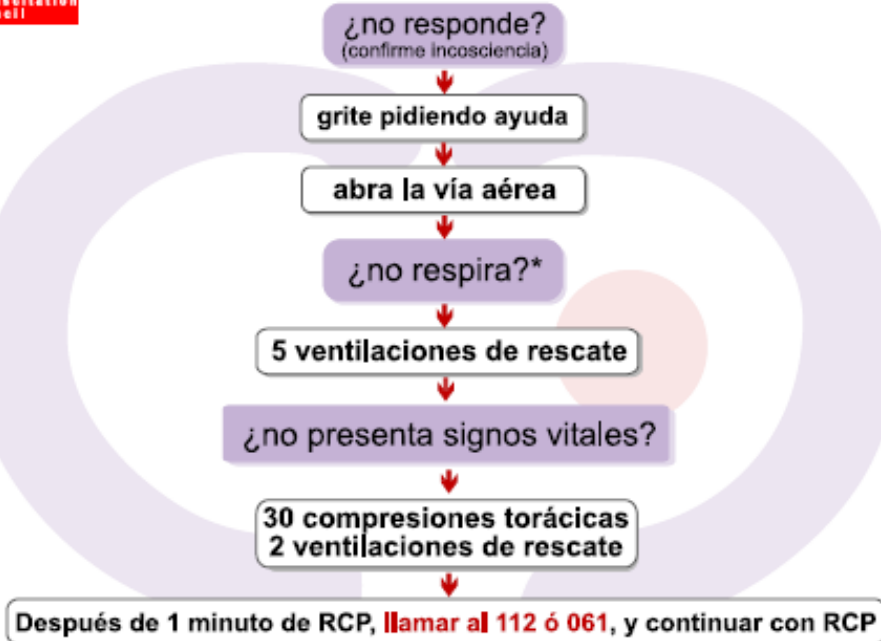 ¿no responde?
(confirme incosciencia)
grite pidiendo ayuda
abra la vía aérea
¿no respira?*
5 ventilaciones de rescate
¿no presenta signos vitales?
30 compresiones torácicas
2 ventilaciones de rescate
Después de 1 minuto de RCP, llamar al 112 ó 061, y continuar con RCP